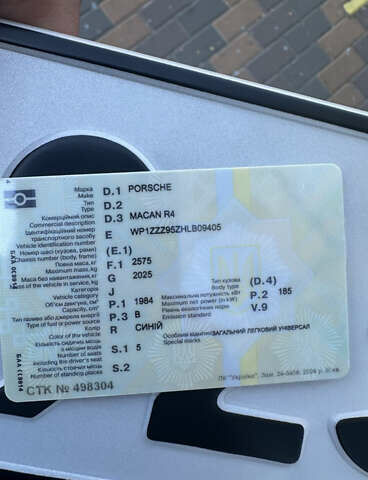 Марка D.1 PORSCHE
Make
Тип D.2
Type
Комерційний опис D.3 MACAN R4
Commercial description
Ідентифікаційний номер E WP1ZZZ95ZHLB09405
транспортного засобу
Vehicle identification number
Номер шасі (кузова, рами) (E.1)
Chassis number (body, frame)
Повна маса, кг F.1 2575
Maximum mass, kg
Маса без навантаження, кг G 2025
Mass of the vehicle in service, kg
Категорія J
Vehicle category
Об'єм двигуна, см³ P.1 1984
Capacity, cm³
Тип пального або джерело P.3 B
Type of fuel or power source
Колір R СИНІЙ
Color of the vehicle
Кількість сидячих місць S.1 5
з місцем водія
Number of seats
including the driver's seat
Кількість стоячих місць S.2
Number of standing places
Тип кузова (D.4)
Body type
Максимальна потужність, кВт P.2 185
Maximum net power (in kW)
V.9
Emission standard
Особливі відмітки ЗАГАЛЬНИЙ ЛЕГКОВИЙ УНІВЕРСАЛ
Special marks
СТК № 498304
ПК "Україна".